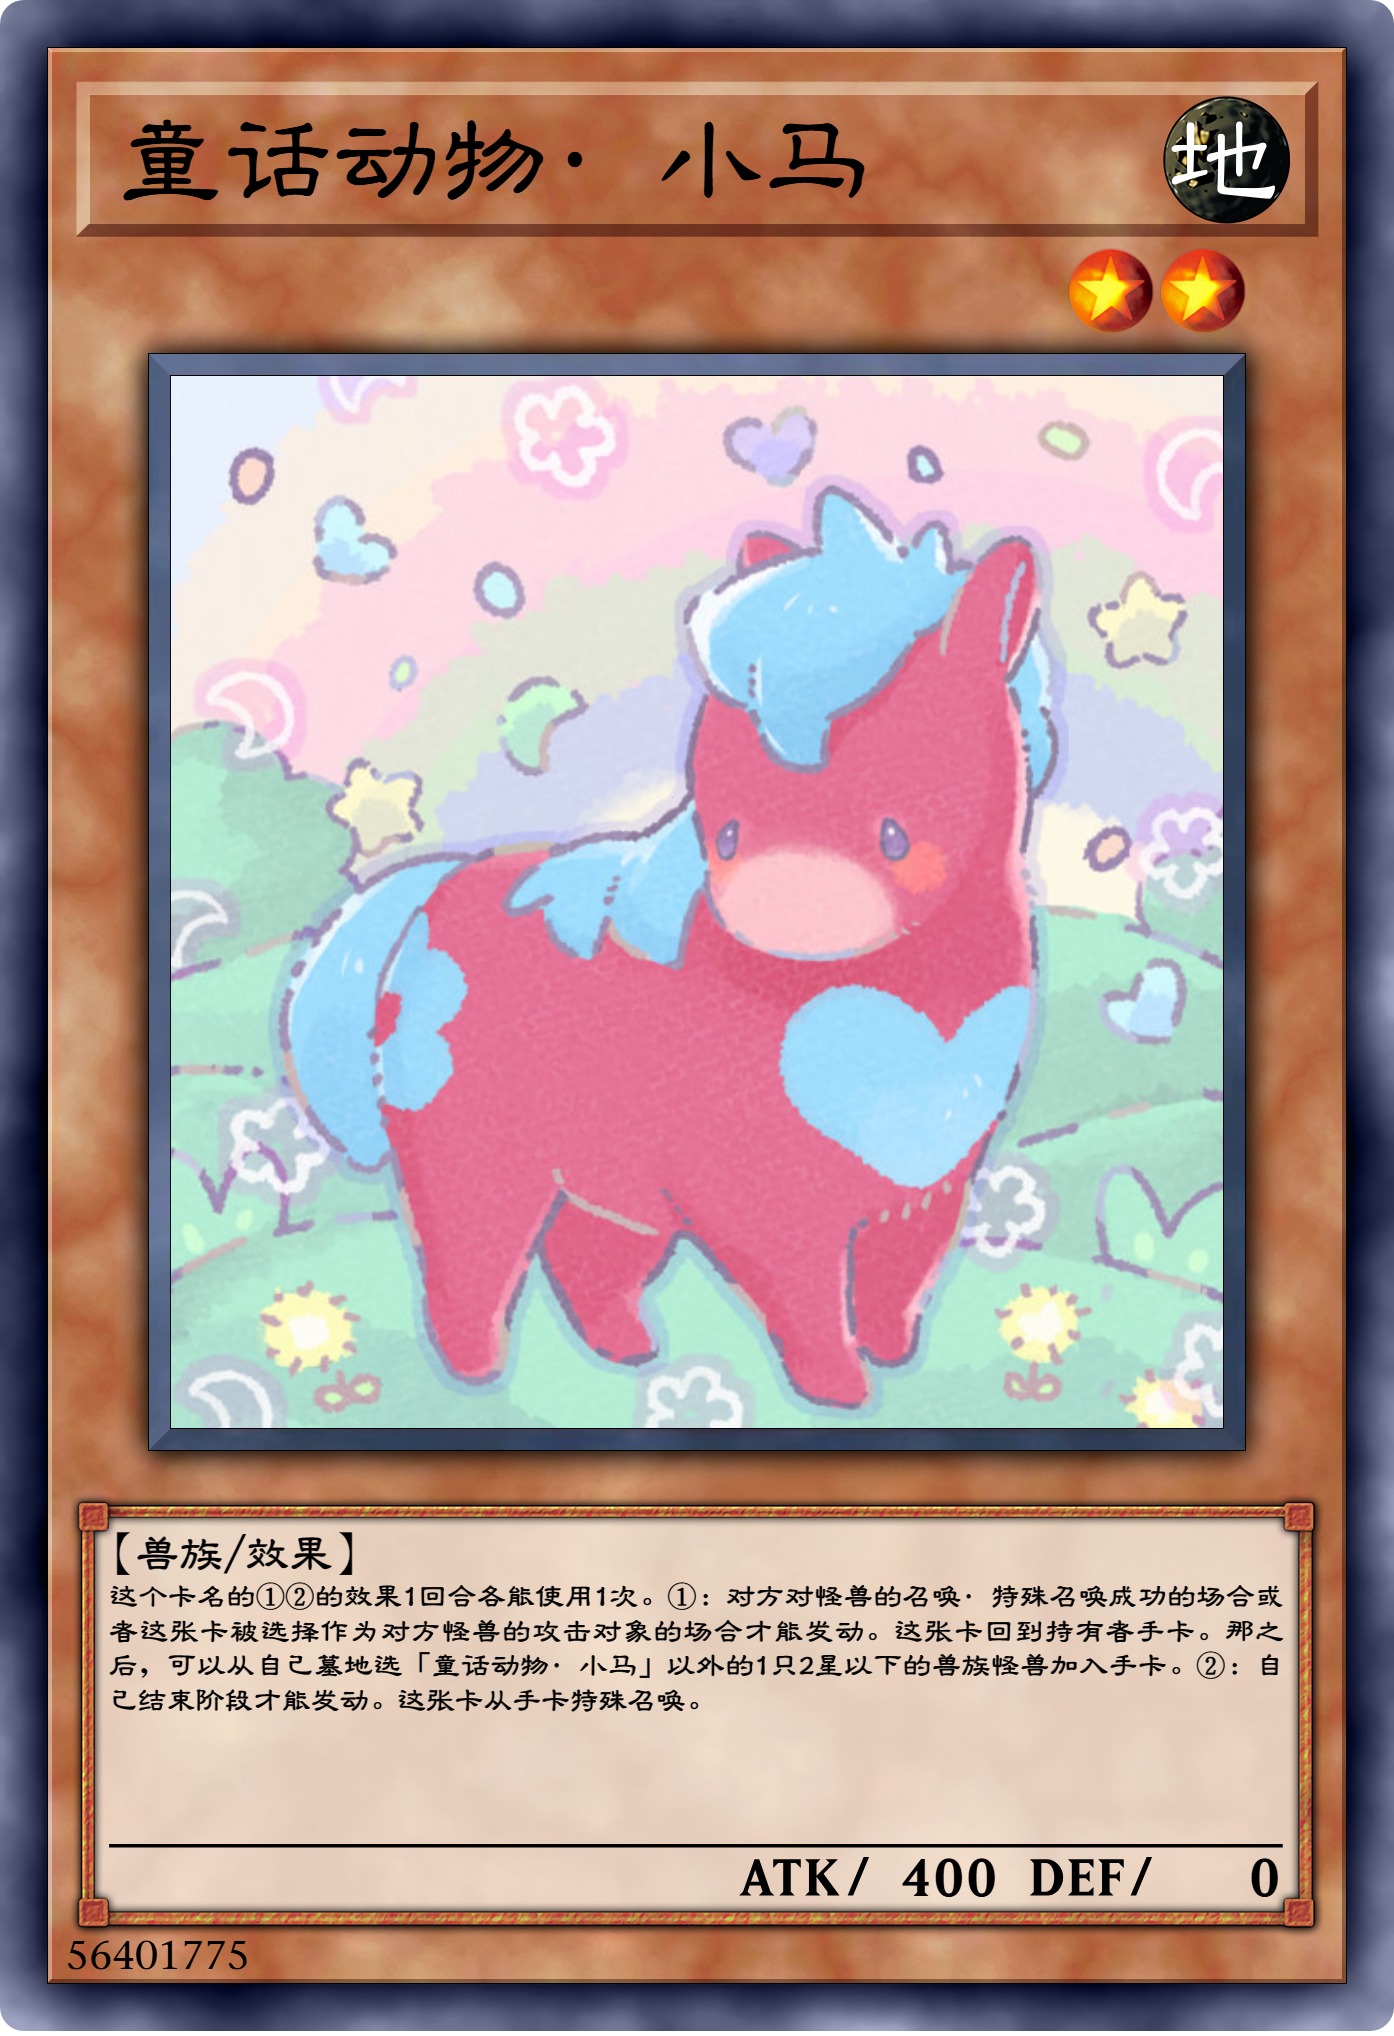 童话动物·小马
地
【兽族/效果】
这个卡名的①②的效果1回合各能使用1次。①：对方对怪兽的召唤·特殊召唤成功的场合或
者这张卡被选择作为对方怪兽的攻击对象的场合才能发动。这张卡回到持有者手卡。那之
后，可以从自己墓地选「童话动物·小马」以外的1只2星以下的兽族怪兽加入手卡。②：自
己结束阶段才能发动。这张卡从手卡特殊召唤。
ATK/ 400 DEF/ 0
56401775